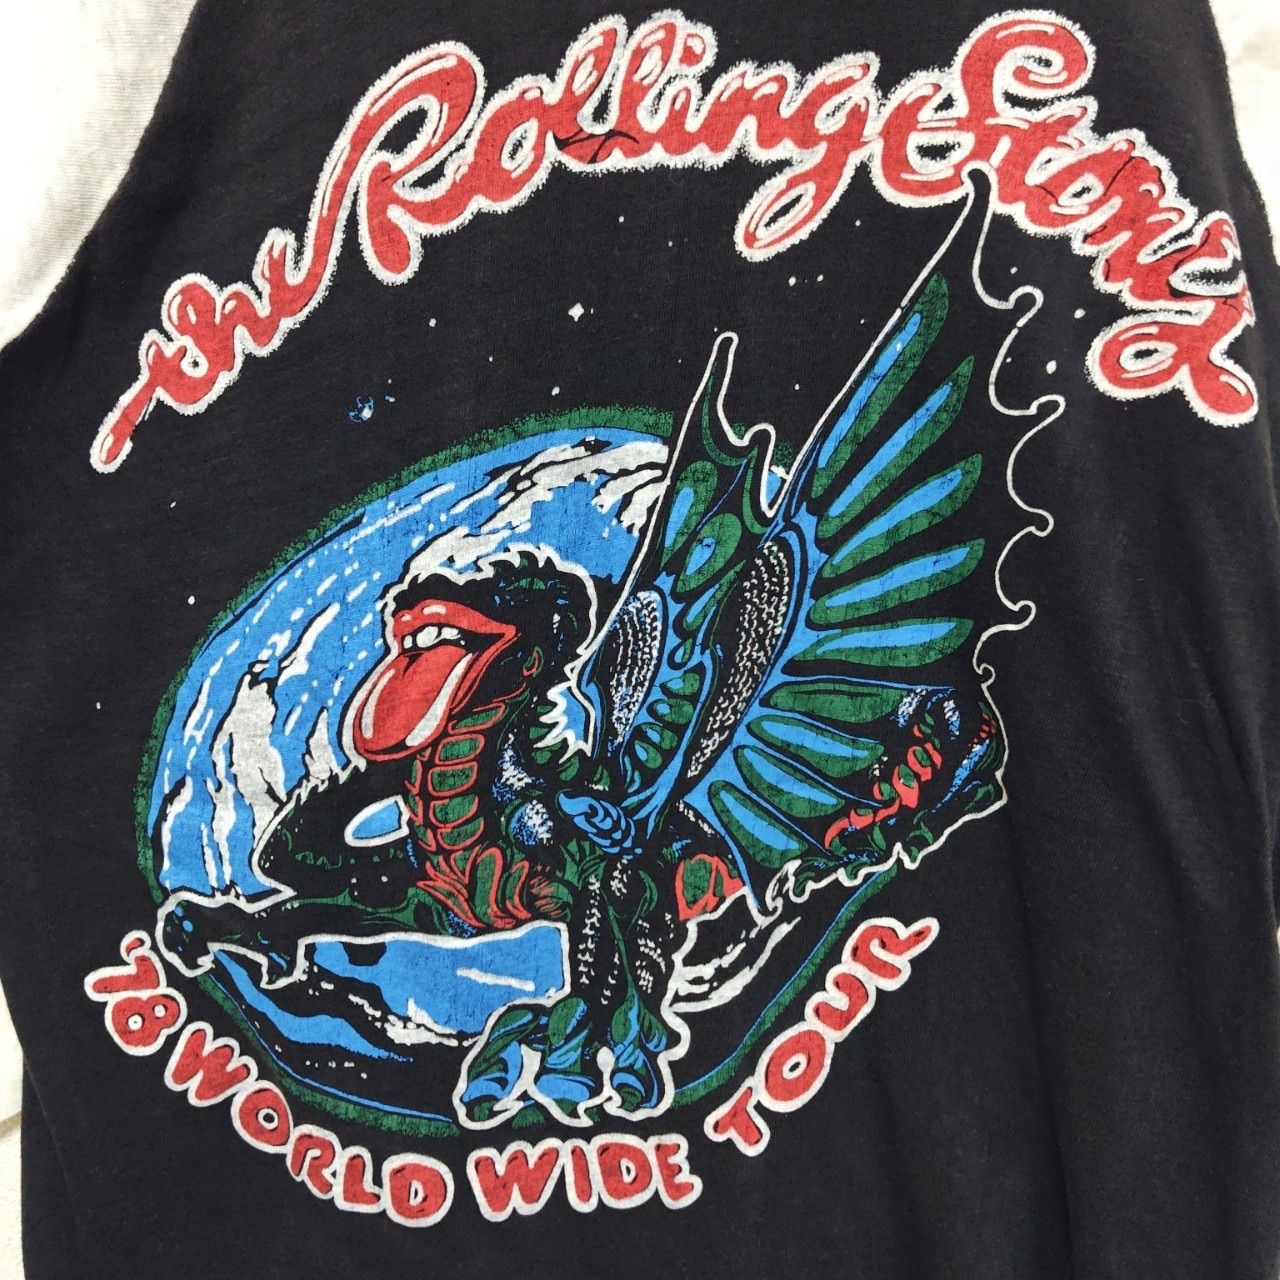 the Rolling Stones
'78 WORLD WIDE TOUR